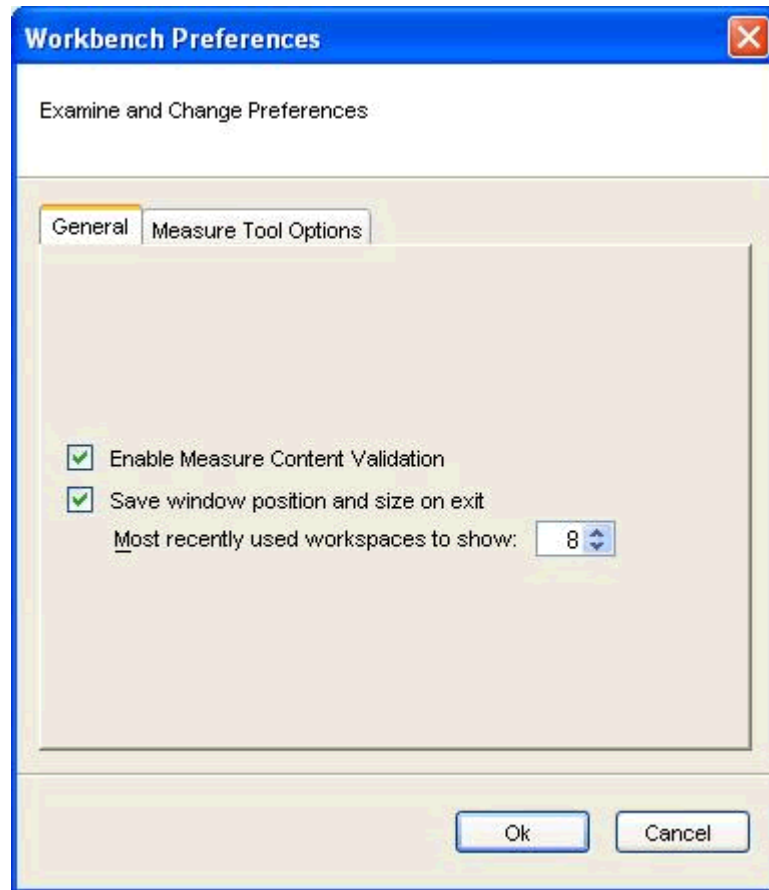 Workbench Preferences
Examine and Change Preferences
General
Measure Tool Options
Enable Measure Content Validation
Save window position and size on exit
Most recently used workspaces to show: 8
Ok
Cancel